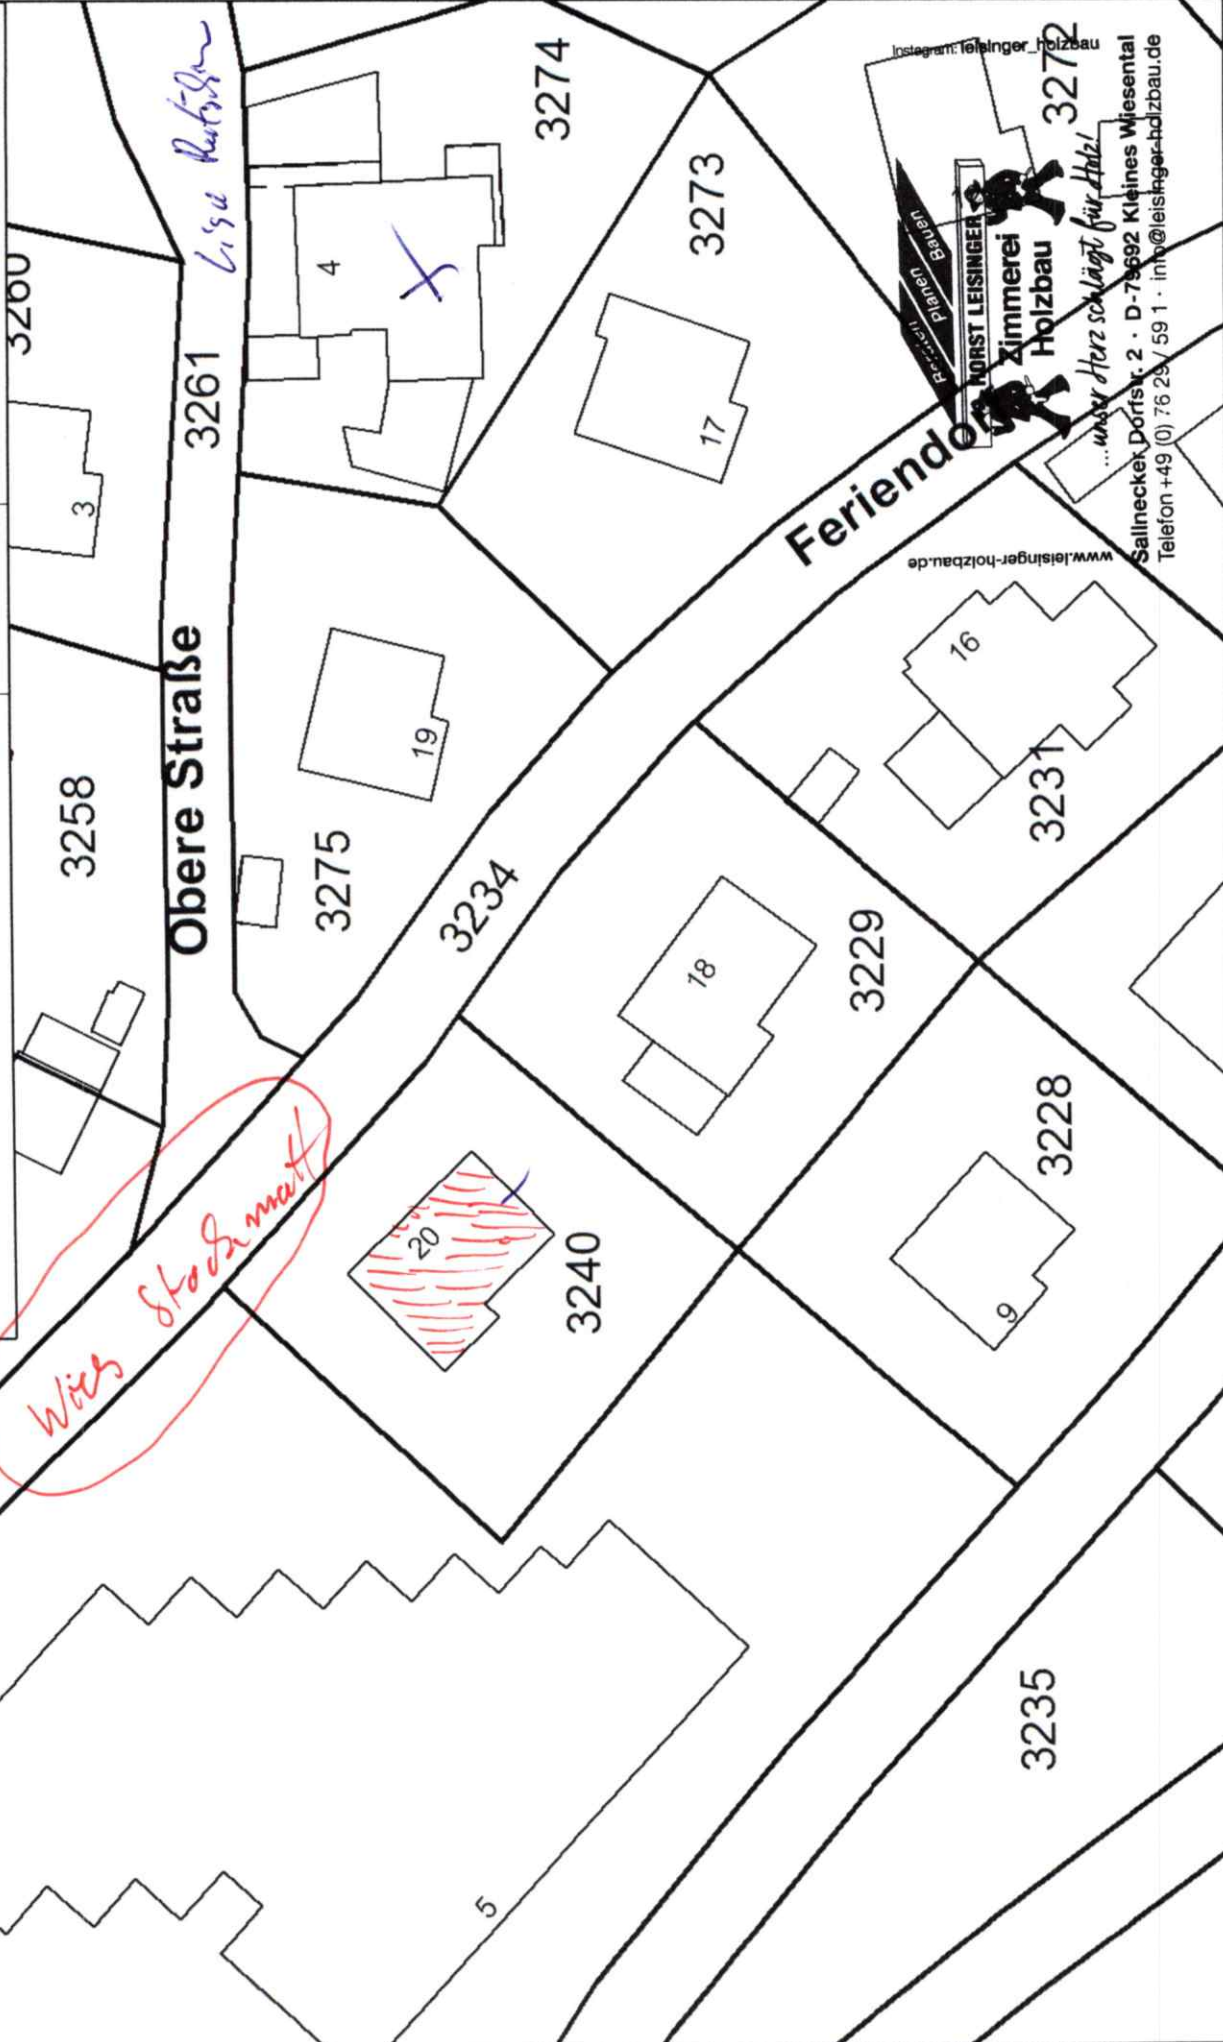 3260
3261
3274
3272
3273
4
3
17
Obere Straße
Feriendorf
3258
19
16
3275
3231
3234
18
3229
20
3240
3228
9
5
3235
Wies
Instagram: leisinger_holzbau
Planen Bauen
HORST LEISINGER
Zimmerei
Holzbau
...unser Herz schlägt für Holz!
Sallnecker Dorfstr. 2 · D-79692 Kleines Wiesental
Telefon +49 (0) 76 29 / 59 1 · info@leisinger-holzbau.de
www.leisinger-holzbau.de